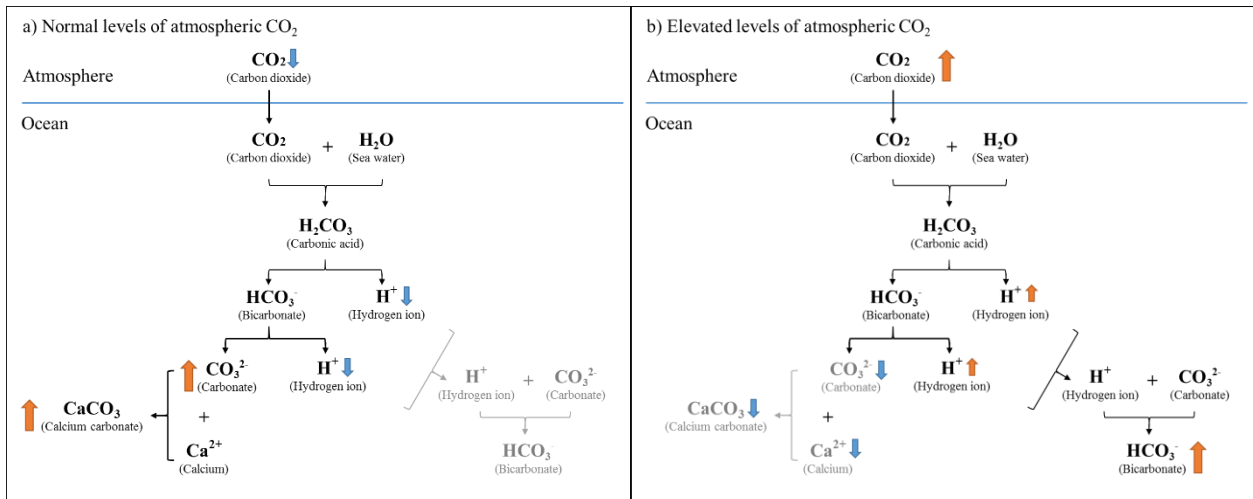 a) Normal levels of atmospheric CO₂
CO₂
(Carbon dioxide)
Atmosphere
Ocean
CO₂ + H₂O
(Carbon dioxide) (Sea water)
H₂CO₃
(Carbonic acid)
HCO₃⁻ H⁺
(Bicarbonate) (Hydrogen ion)
CO₃²⁻ H⁺
(Carbonate) (Hydrogen ion)
H⁺ + CO₃²⁻
(Hydrogen ion) (Carbonate)
CaCO₃ +
(Calcium carbonate)
Ca²⁺
(Calcium)
HCO₃⁻
(Bicarbonate)
b) Elevated levels of atmospheric CO₂
CO₂
(Carbon dioxide)
Atmosphere
Ocean
CO₂ + H₂O
(Carbon dioxide) (Sea water)
H₂CO₃
(Carbonic acid)
HCO₃⁻ H⁺
(Bicarbonate) (Hydrogen ion)
CO₃²⁻ H⁺
(Carbonate) (Hydrogen ion)
H⁺ + CO₃²⁻
(Hydrogen ion) (Carbonate)
CaCO₃ +
(Calcium carbonate)
Ca²⁺
(Calcium)
HCO₃⁻
(Bicarbonate)